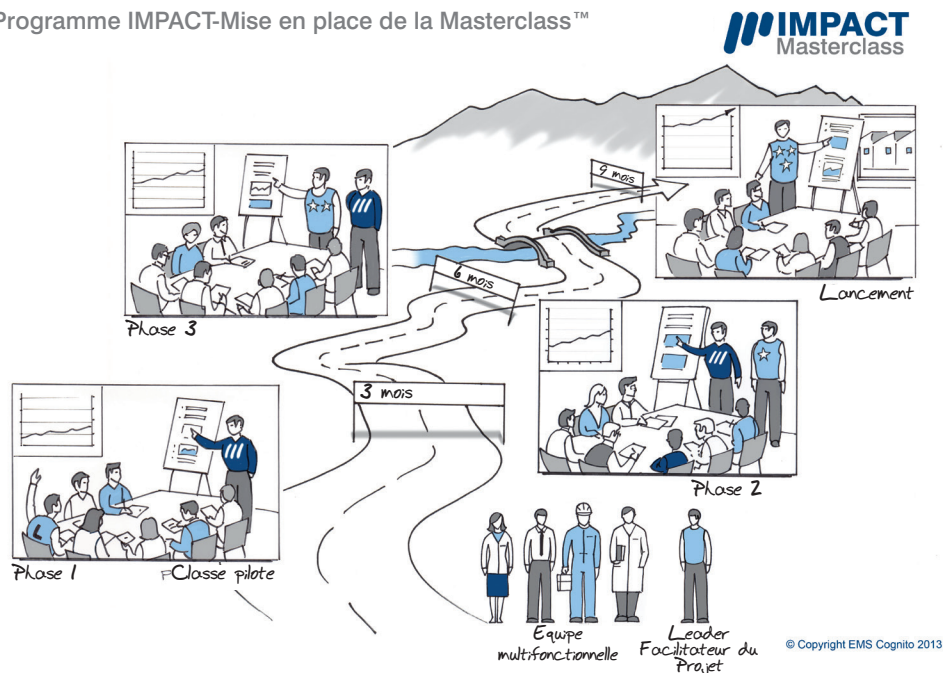 Programme IMPACT-Mise en place de la Masterclass™
IMPACT
Masterclass
9 mois
Lancement
6 mois
Phase 3
3 mois
Phase 2
L
Phase 1
Classe pilote
Equipe
multifonctionnelle
Leader
Facilitateur du
Projet
© Copyright EMS Cognito 2013